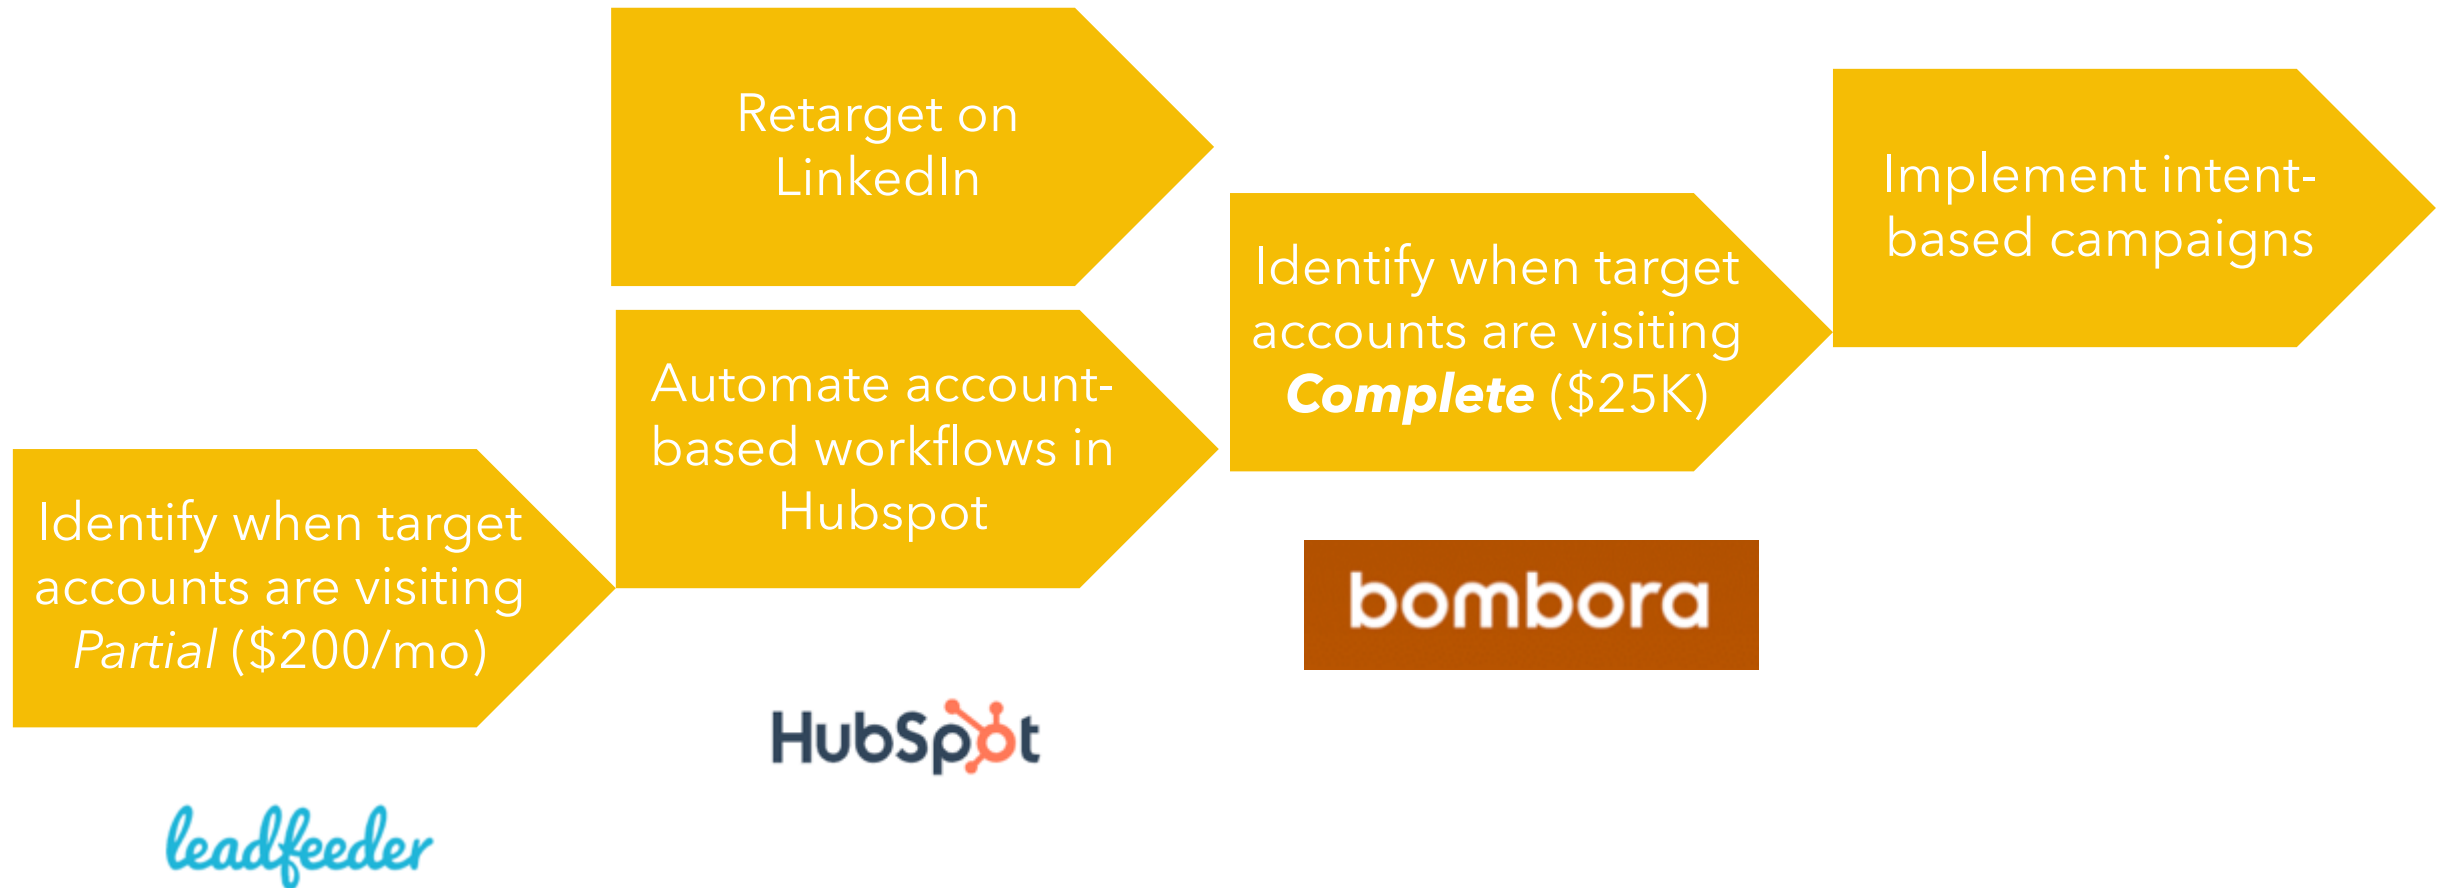 Retarget on
LinkedIn
Implement intent-
based campaigns
Identify when target
accounts are visiting
Complete ($25K)
Automate account-
based workflows in
Hubspot
Identify when target
accounts are visiting
Partial ($200/mo)
bombora
HubSpot
leadfeeder